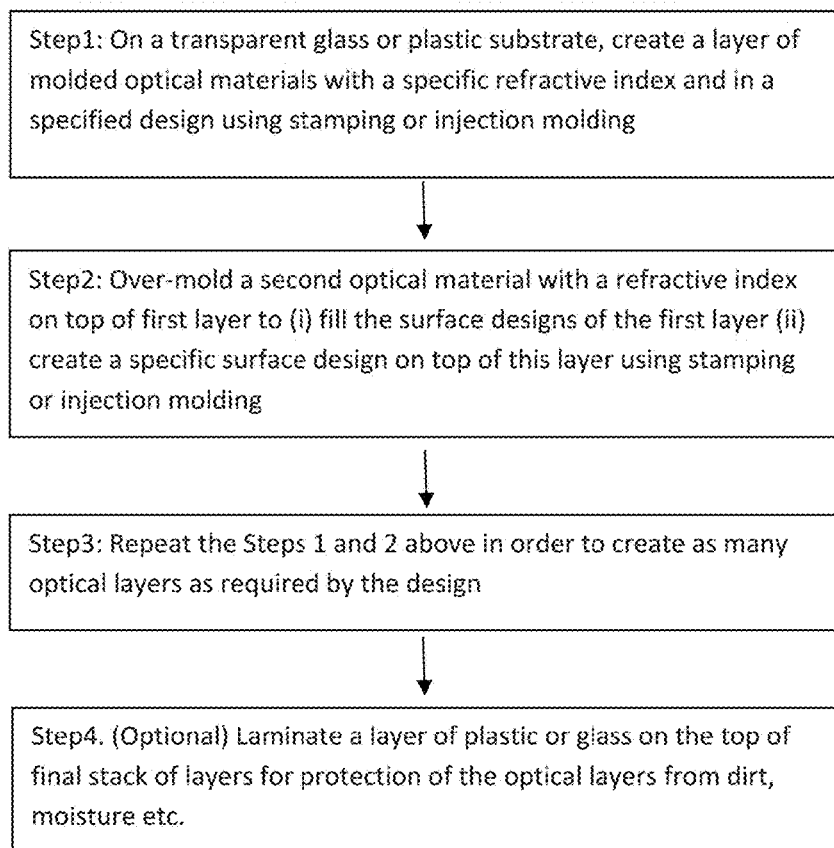 Step1: On a transparent glass or plastic substrate, create a layer of
molded optical materials with a specific refractive index and in a
specified design using stamping or injection molding
Step2: Over-mold a second optical material with a refractive index
on top of first layer to (i) fill the surface designs of the first layer (ii)
create a specific surface design on top of this layer using stamping
or injection molding
Step3: Repeat the Steps 1 and 2 above in order to create as many
optical layers as required by the design
Step4. (Optional) Laminate a layer of plastic or glass on the top of
final stack of layers for protection of the optical layers from dirt,
moisture etc.